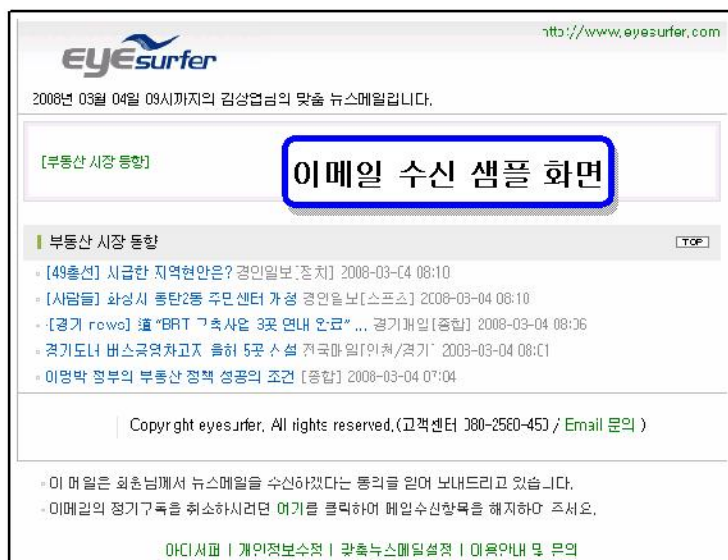 http://www.eyesurfer.com
EYEsurfer
2008년 03월 04일 09시까지의 김상엽님의 맞춤 뉴스메일입니다.
[부동산 시장 동향]
이메일 수신 샘플 화면
부동산 시장 동향
TOP
[49총선] 시급한 지역현안은? 경인일보[정치] 2008-03-04 08:10
[사람들] 화성시 동탄2동 주민센터 개청 경인일보[스포츠] 2008-03-04 08:10
[경기 news] 道 “BRT 구축사업 3곳 연내 완료” ... 경기매일[종합] 2008-03-04 08:06
경기도내 버스공영차고지 올해 5곳 신설 전국매일[인천/경기] 2008-03-04 08:01
이명박 정부의 부동산 정책 성공의 조건 [종합] 2008-03-04 07:04
Copyright eyesurfer, All rights reserved.(고객센터 / Email 문의 )
이 메일은 회원님께서 뉴스메일을 수신하겠다는 동의를 얻어 보내드리고 있습니다.
이메일의 정기구독을 취소하시려면 여기를 클릭하여 메일수신항목을 해지하여 주세요.
아이서퍼 | 개인정보수정 | 맞춤뉴스메일설정 | 이용안내 및 문의